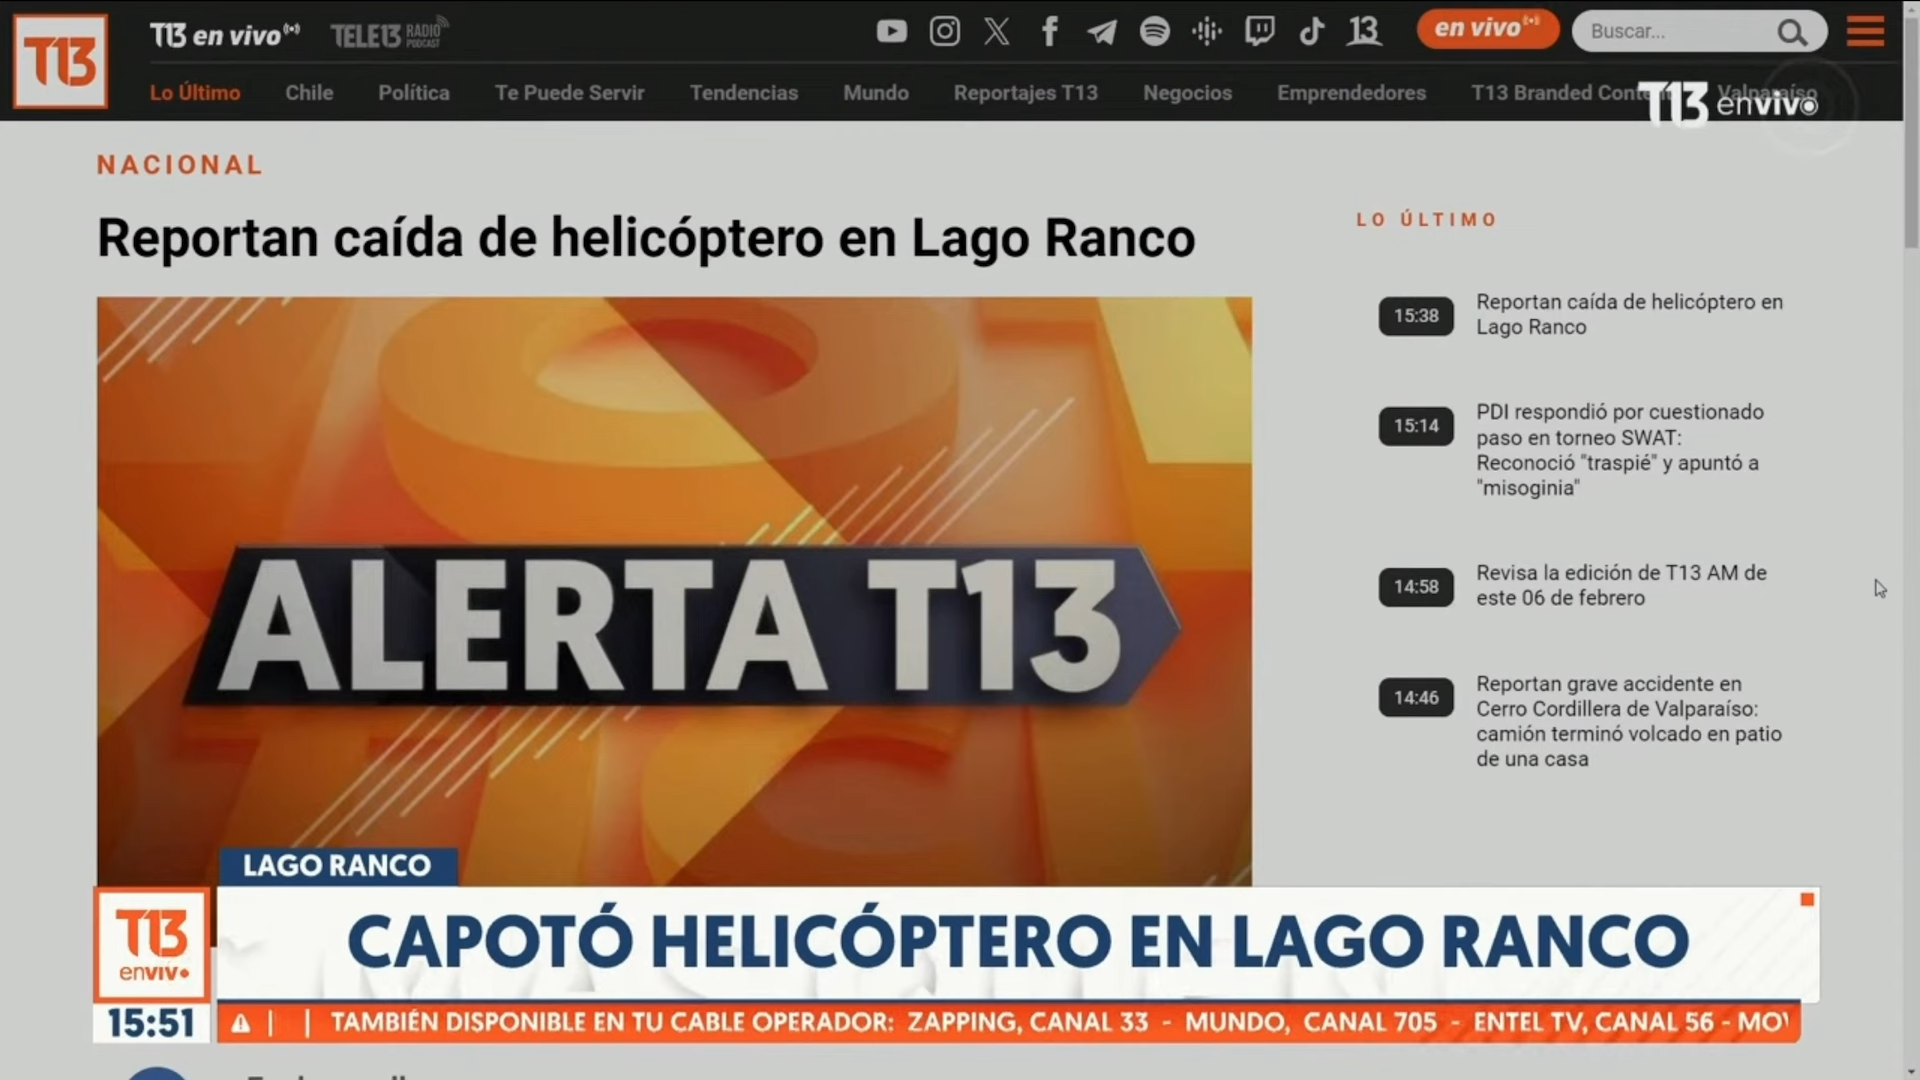 T13
T13 en vivo
TELE13 RADIO PODCAST
13
en vivo
Buscar...
Lo Último
Chile
Política
Te Puede Servir
Tendencias
Mundo
Reportajes T13
Negocios
Emprendedores
T13 Branded Conte
Valparaíso
T13 envivo
NACIONAL
Reportan caída de helicóptero en Lago Ranco
ALERTA T13
LO ÚLTIMO
15:38
Reportan caída de helicóptero en
Lago Ranco
15:14
PDI respondió por cuestionado
paso en torneo SWAT:
Reconoció "traspié" y apuntó a
"misoginia"
14:58
Revisa la edición de T13 AM de
este 06 de febrero
14:46
Reportan grave accidente en
Cerro Cordillera de Valparaíso:
camión terminó volcado en patio
de una casa
LAGO RANCO
T13
envivo
CAPOTÓ HELICÓPTERO EN LAGO RANCO
15:51
TAMBIÉN DISPONIBLE EN TU CABLE OPERADOR: ZAPPING, CANAL 33 - MUNDO, CANAL 705 - ENTEL TV, CANAL 56 - MOV